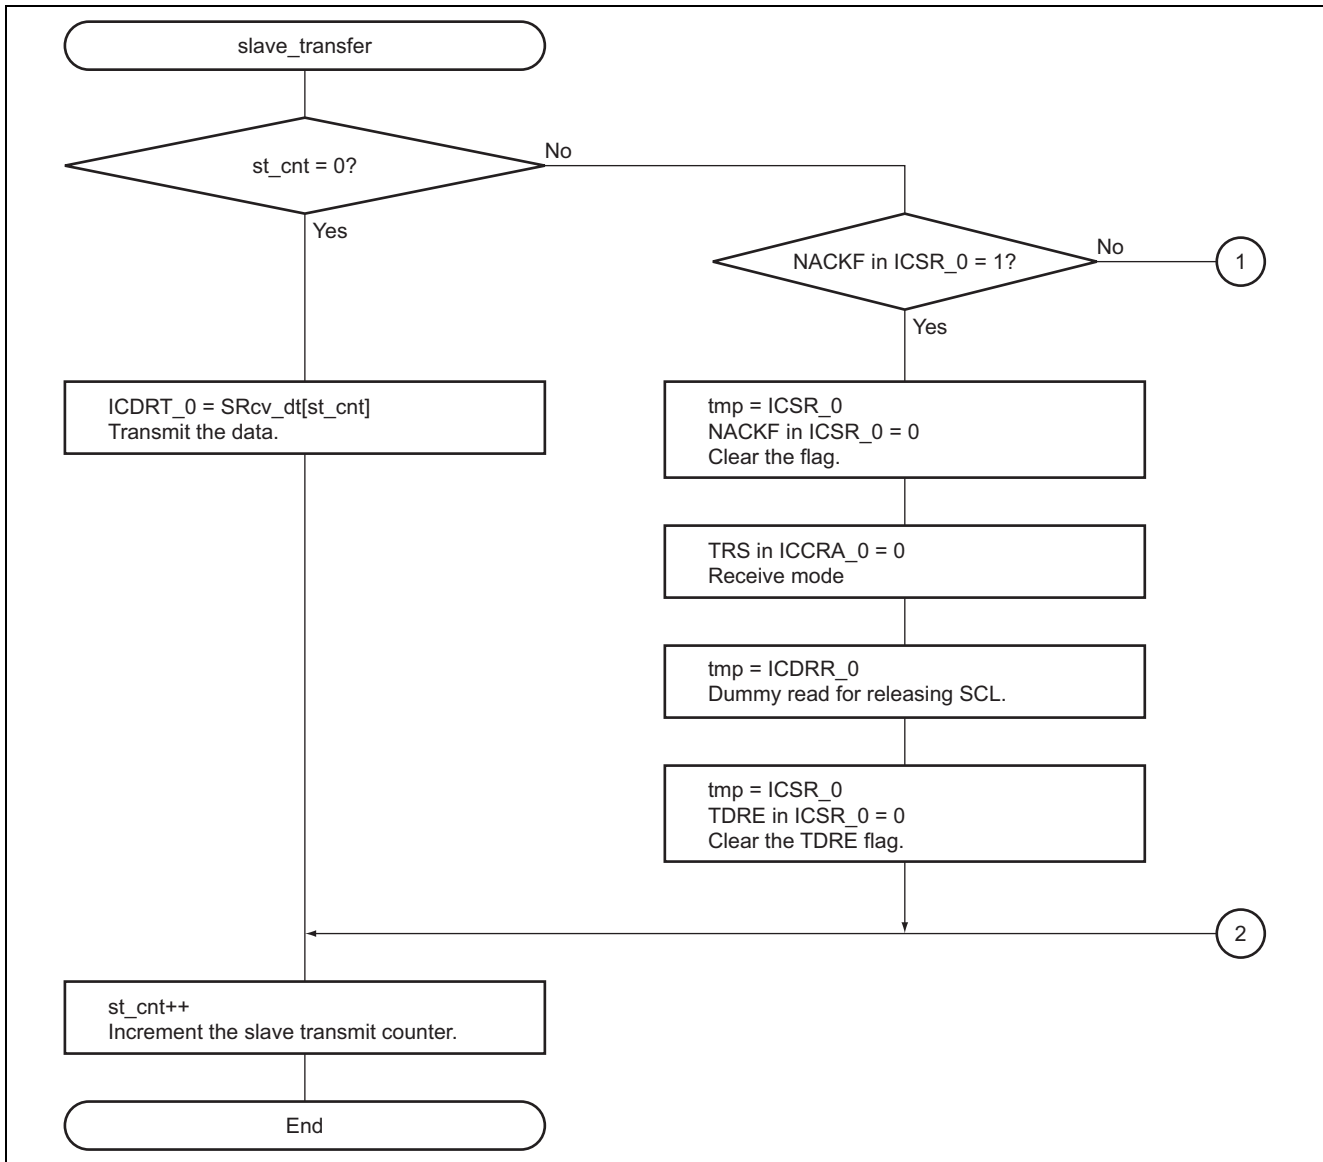 slave_transfer
st_cnt = 0?
No
Yes
NACKF in ICSR_0 = 1?
No
1
Yes
ICDRT_0 = SRcv_dt[st_cnt]
Transmit the data.
tmp = ICSR_0
NACKF in ICSR_0 = 0
Clear the flag.
TRS in ICCRA_0 = 0
Receive mode
tmp = ICDRR_0
Dummy read for releasing SCL.
tmp = ICSR_0
TDRE in ICSR_0 = 0
Clear the TDRE flag.
2
st_cnt++
Increment the slave transmit counter.
End